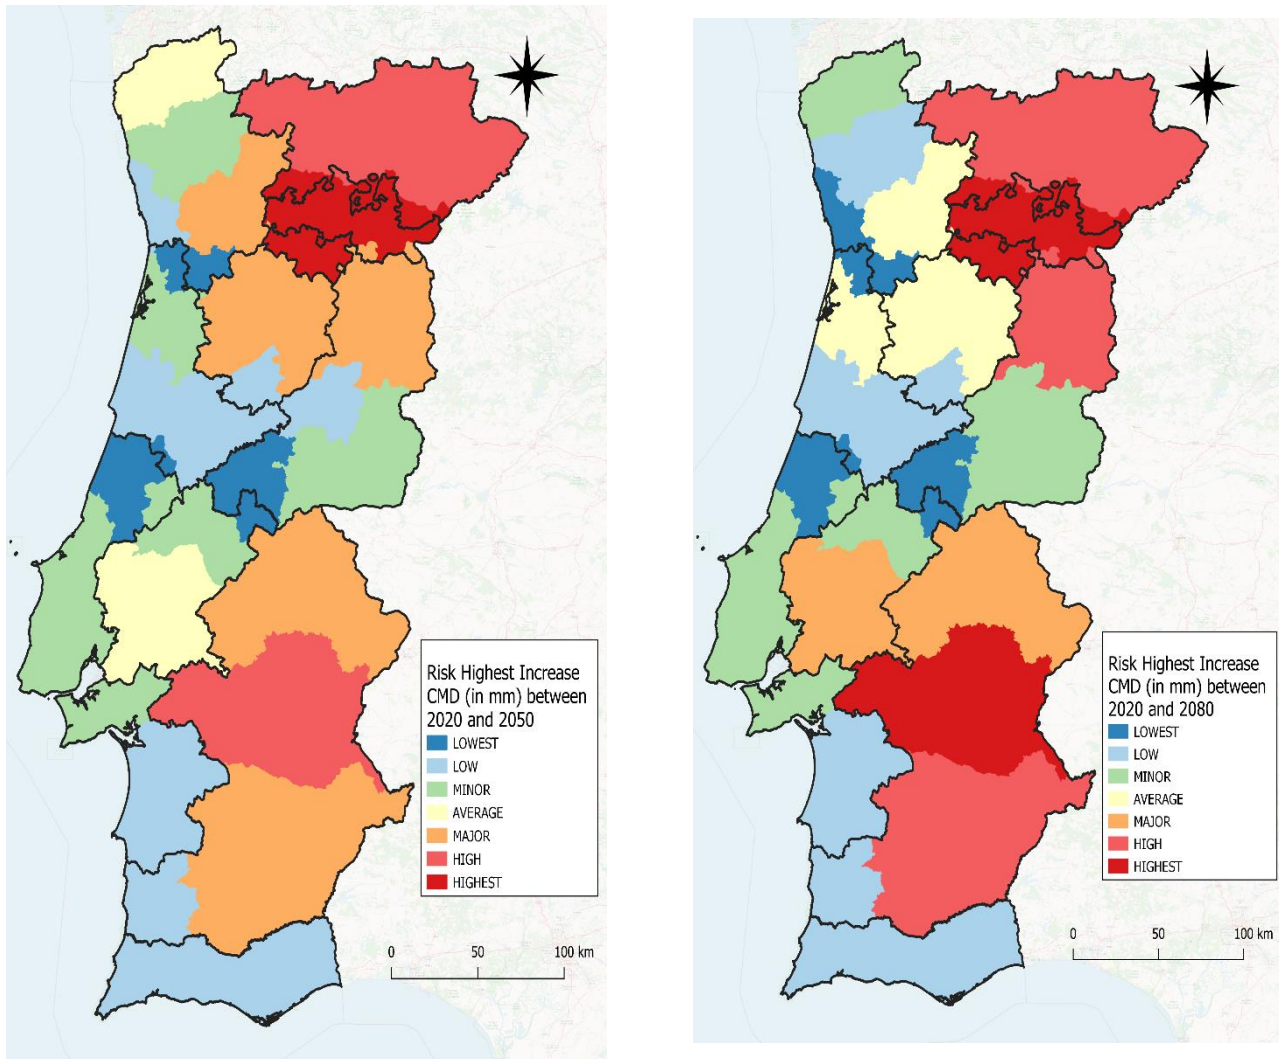 Risk Highest Increase
CMD (in mm) between
2020 and 2050
LOWEST
LOW
MINOR
AVERAGE
MAJOR
HIGH
HIGHEST
0 50 100 km
Risk Highest Increase
CMD (in mm) between
2020 and 2080
LOWEST
LOW
MINOR
AVERAGE
MAJOR
HIGH
HIGHEST
0 50 100 km